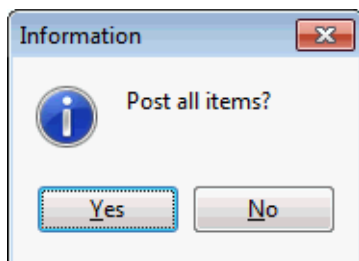 Information
Post all items?
Yes
No